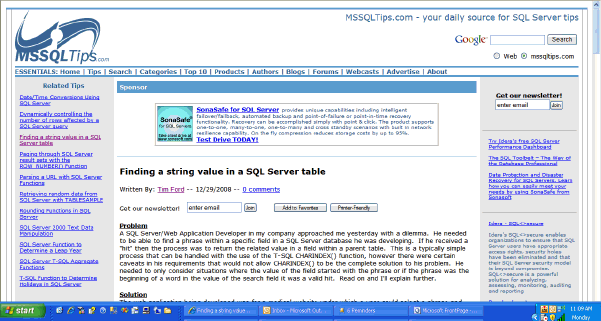 MSSQLTips.com
MSSQLTips.com - your daily source for SQL Server tips
Google
Search
Web mssqltips.com
ESSENTIALS: Home | Tips | Search | Categories | Top 10 | Products | Authors | Blogs | Forums | Webcasts | Advertise | About
Related Tips
Date/Time Conversions Using
SQL Server
Dynamically controlling the
number of rows affected by a
SQL Server query
Finding a string value in a SQL
Server table
Paging through SQL Server
result sets with the
ROW_NUMBER() Function
Parsing a URL with SQL Server
Functions
Retrieving random data from
SQL Server with TABLESAMPLE
Rounding Functions in SQL
Server
SQL Server 2000 Text Data
Manipulation
SQL Server Function to
Determine a Leap Year
SQL Server T-SQL Aggregate
Functions
T-SQL Function to Determine
Holidays in SQL Server
Sponsor
SonaSafe
for SQL Server
SonaSafe for SQL Server provides unique capabilities including intelligent
failover/failback, automated backup and point-of-failure or point-in-time recovery
functionality. Recovery can be accomplished simply with point & click. The product supports
one-to-one, many-to-one, one-to-many and cross standby scenarios with built in network
resilience capability. On the fly compression reduces storage costs by up to 95%.
Test Drive TODAY!
Finding a string value in a SQL Server table
Written By: Tim Ford -- 12/29/2008 -- 0 comments
Get our newsletter! enter email Join Add to Favorites Printer-Friendly
Problem
A SQL Server/Web Application Developer in my company approached my yesterday with a dilemma. He needed
to be able to find a phrase within a specific field in a SQL Server database he was developing. If he received a
"hit" then the process was to return the related value in a field within a parent table. This is a typically simple
process that can be handled with the use of the T-SQL CHARINDEX() function, however there were certain
caveats in his requirements that would not allow CHARINDEX() to be the complete solution to his problem. He
needed to only consider situations where the value of the field started with the phrase or if the phrase was the
beginning of a word in the value of the search field it was a valid hit. Read on and I'll explain further.
Solution
Get our newsletter!
enter email Join
Try Idera's free SQL Server
Performance Dashboard
The SQL Toolbelt – The Way of
the Database Professional
Data Protection and Disaster
Recovery for SQL Servers. Learn
how you can easily meet your
needs by using SonaSafe from
Sonasoft
Idera - SQL secure
Idera's SQL secure
enables
organizations to ensure that SQL
Server users have appropriate
access rights, security holes
have been eliminated and that
their SQL Server security model
is beyond compromise.
SQL secure is a powerful
solution for analyzing,
assessing, monitoring, auditing
and reporting
start
Finding a string value ...
Inbox - Microsoft Out...
6 Reminders
Microsoft FrontPage - ...
11:09 AM
Monday